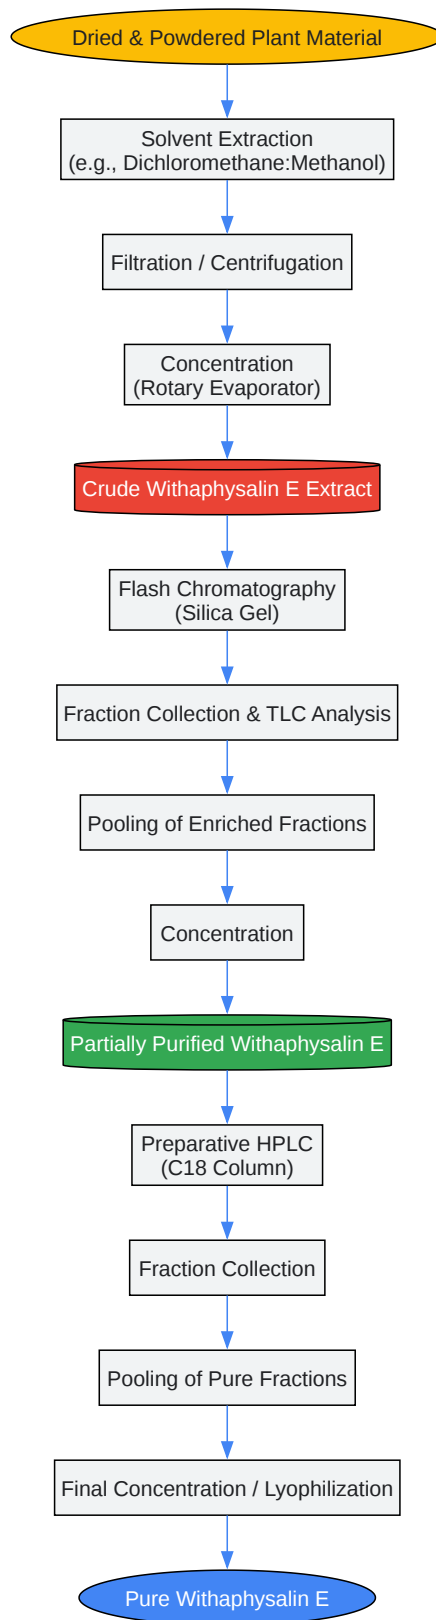 Dried & Powdered Plant Material
Solvent Extraction
(e.g., Dichloromethane:Methanol)
Filtration / Centrifugation
Concentration
(Rotary Evaporator)
Crude Withaphysalin E Extract
Flash Chromatography
(Silica Gel)
Fraction Collection & TLC Analysis
Pooling of Enriched Fractions
Concentration
Partially Purified Withaphysalin E
Preparative HPLC
(C18 Column)
Fraction Collection
Pooling of Pure Fractions
Final Concentration / Lyophilization
Pure Withaphysalin E